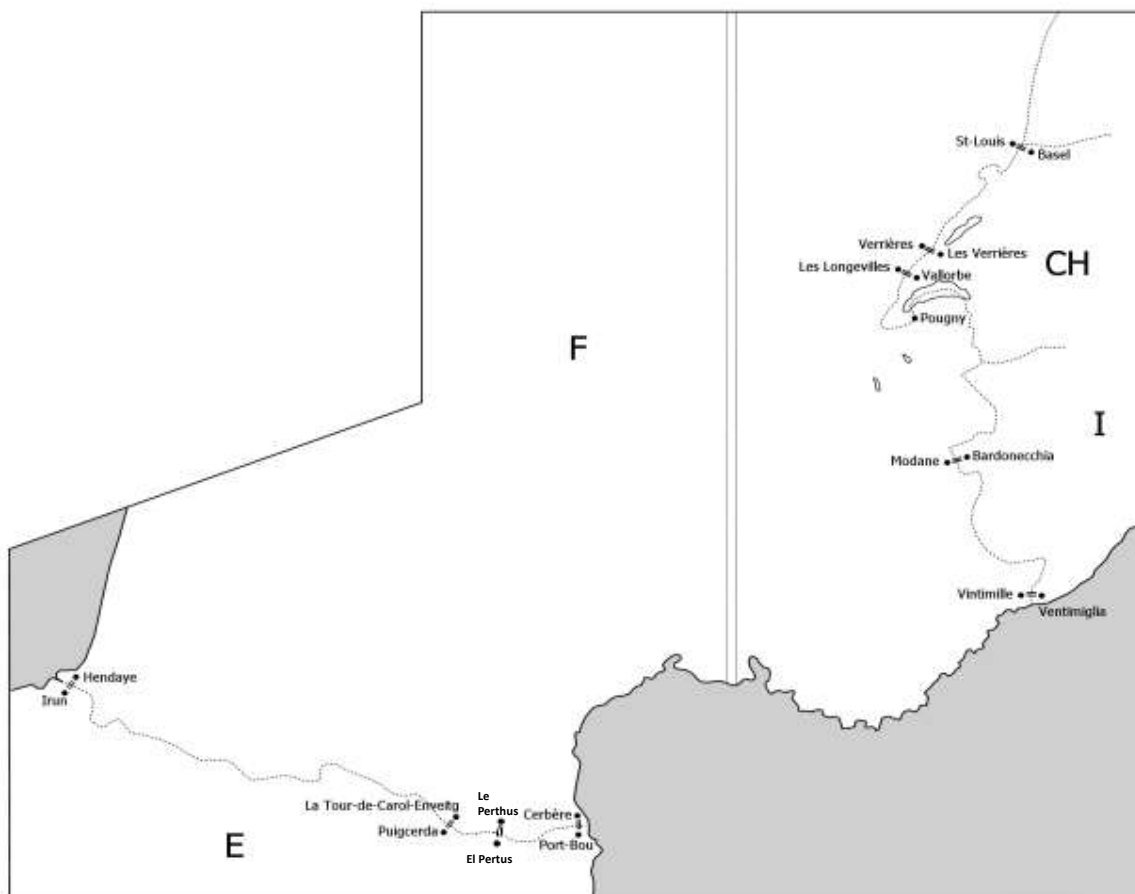 St-Louis
Basel
Verrières
Les Verrières
CH
Les Longevilles
Vallorbe
Pougny
F
I
Modane
Bardonecchia
Vintimille
Ventimiglia
Hendaye
Irun
La Tour-de-Carol-Enveitg
Le
Perthus
Cerbère
Puigcerda
E
El Pertus
Port-Bou